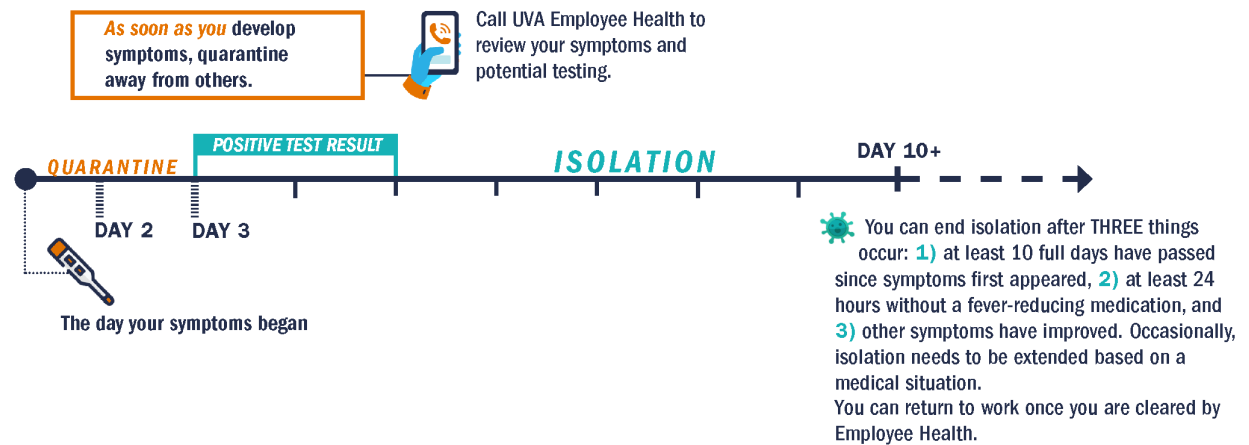 As soon as you develop
symptoms, quarantine
away from others.
Call UVA Employee Health to
review your symptoms and
potential testing.
QUARANTINE
POSITIVE TEST RESULT
ISOLATION
DAY 10+
DAY 2
DAY 3
The day your symptoms began
You can end isolation after THREE things
occur: 1) at least 10 full days have passed
since symptoms first appeared, 2) at least 24
hours without a fever-reducing medication, and
3) other symptoms have improved. Occasionally,
isolation needs to be extended based on a
medical situation.
You can return to work once you are cleared by
Employee Health.